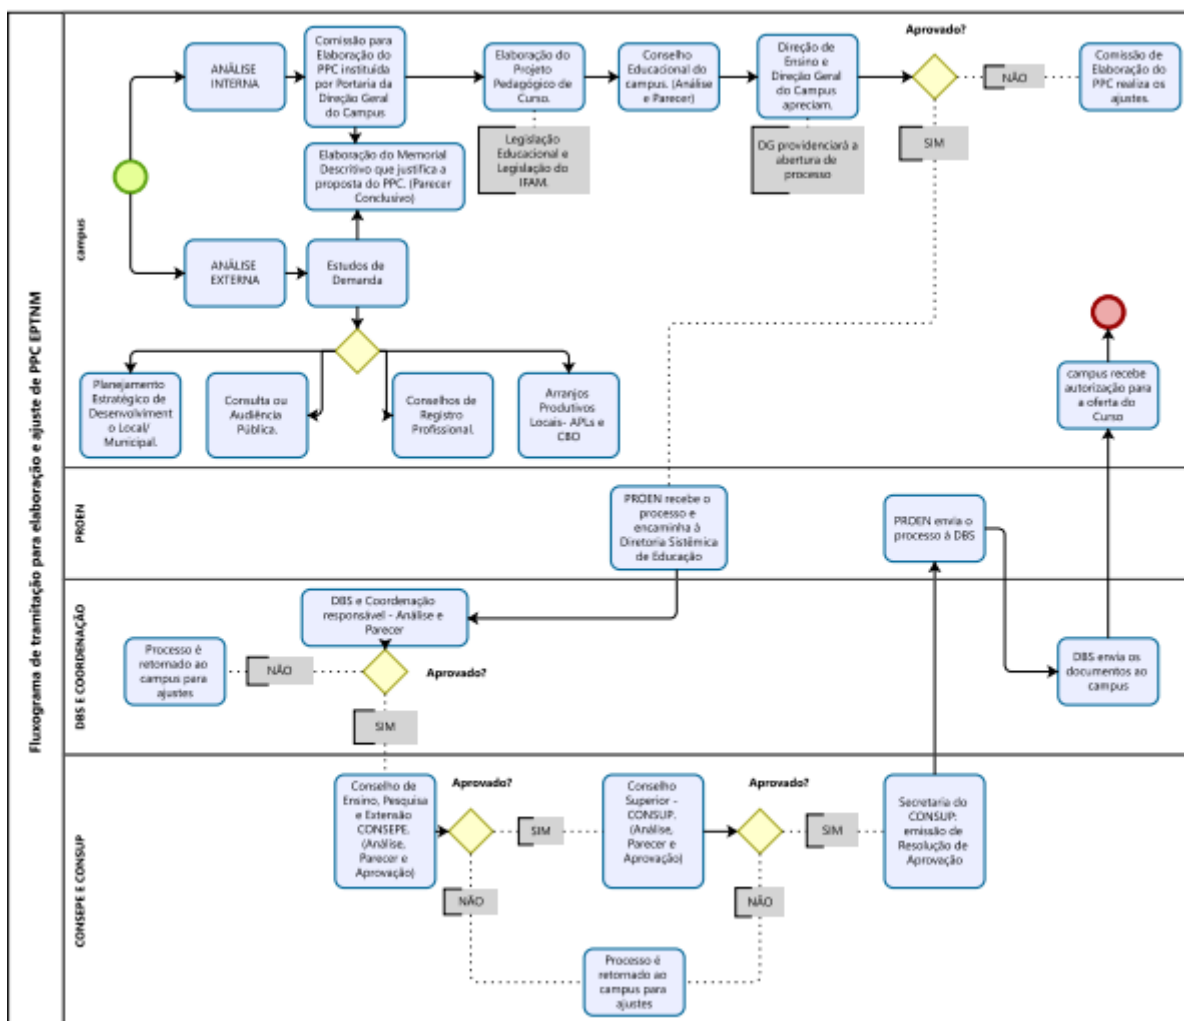 Fluxograma de tramitação para elaboração e ajuste de PPC EPTNM
campus
ANÁLISE
INTERNA
Comissão para
Elaboração do
PPC instituída
por Portaria da
Direção Geral
do Campus
Elaboração do
Projeto
Pedagógico de
Curso.
Conselho
Educacional do
campus. (Análise
e Parecer)
Direção de
Ensino e
Direção Geral
do Campus
apreciam.
Aprovado?
NÃO
Comissão de
Elaboração do
PPC realiza os
ajustes.
SIM
Legislação
Educacional e
Legislação do
IFAM.
DG providenciará a
abertura de
processo
Elaboração do Memorial
Descritivo que justifica a
proposta do PPC. (Parecer
Conclusivo)
ANÁLISE
EXTERNA
Estudos de
Demanda
Planejamento
Estratégico de
Desenvolviment
o Local/
Municipal.
Consulta ou
Audiência
Pública.
Conselhos de
Registro
Profissional.
Arranjos
Produtivos
Locais- APLs e
CBO
campus recebe
autorização para
a oferta do
Curso
PROEN
PROEN recebe o
processo e
encaminha à
Diretoria Sistêmica
de Educação
PROEN envia o
processo à DBS
DBS E COORDENAÇÃO
DBS e Coordenação
responsável - Análise e
Parecer
Processo é
retornado ao
campus para
ajustes
NÃO
Aprovado?
SIM
DBS envia os
documentos ao
campus
CONSEPE E CONSUP
Conselho de
Ensino, Pesquisa
e Extensão
CONSEPE.
(Análise,
Parecer e
Aprovação)
Aprovado?
SIM
Conselho
Superior -
CONSUP.
(Análise,
Parecer e
Aprovação)
Aprovado?
SIM
Secretaria do
CONSUP:
emissão de
Resolução de
Aprovação
NÃO
NÃO
Processo é
retornado ao
campus para
ajustes